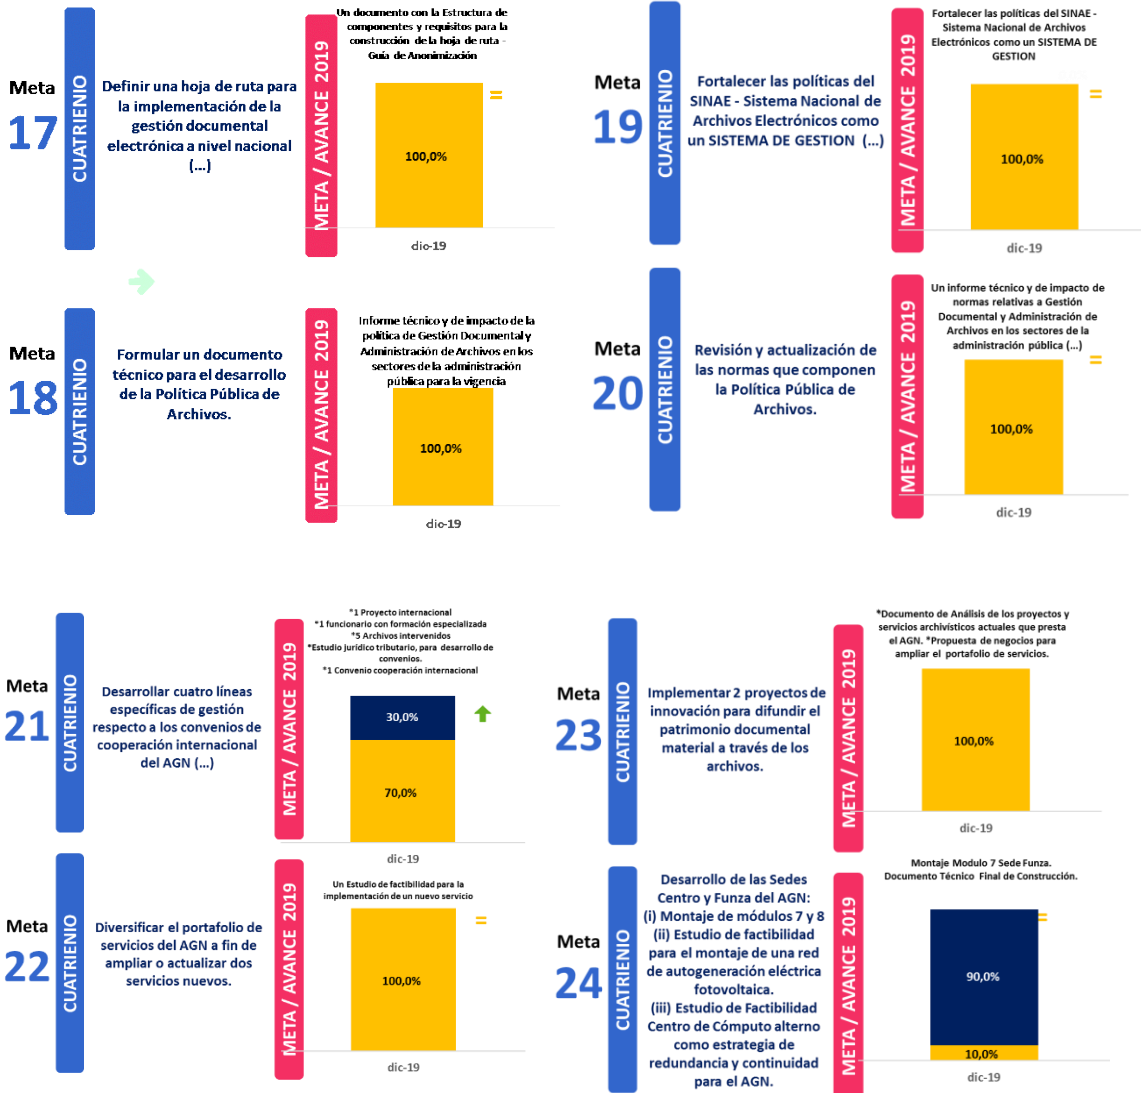 Meta
17
CUATRIENIO
Definir una hoja de ruta para
la implementación de la
gestión documental
electrónica a nivel nacional
(…)
META / AVANCE 2019
Un documento con la Estructura de
componentes y requisitos para la
construcción de la hoja de ruta –
Guía de Anonimización
=
100,0%
dic-19
Meta
19
CUATRIENIO
Fortalecer las políticas del
SINAE - Sistema Nacional de
Archivos Electrónicos como
un SISTEMA DE GESTION (…)
META / AVANCE 2019
Fortalecer las políticas del SINAE -
Sistema Nacional de Archivos
Electrónicos como un SISTEMA DE
GESTION
=
100,0%
dic-19
Meta
18
CUATRIENIO
Formular un documento
técnico para el desarrollo
de la Política Pública de
Archivos.
META / AVANCE 2019
Informe técnico y de impacto de la
política de Gestión Documental y
Administración de Archivos en los
sectores de la administración
pública para la vigencia
100,0%
dic-19
Meta
20
CUATRIENIO
Revisión y actualización de
las normas que componen
la Política Pública de
Archivos.
META / AVANCE 2019
Un informe técnico y de impacto de
normas relativas a Gestión
Documental y Administración de
Archivos en los sectores de la
administración pública (…)
=
100,0%
dic-19
Meta
21
CUATRIENIO
Desarrollar cuatro líneas
específicas de gestión
respecto a los convenios de
cooperación internacional
del AGN (…)
META / AVANCE 2019
*1 Proyecto internacional
*1 funcionario con formación especializada
*5 Archivos intervenidos
*Estudio jurídico tributario, para desarrollo de
convenios.
*1 Convenio cooperación internacional
30,0%
70,0%
dic-19
Meta
23
CUATRIENIO
Implementar 2 proyectos de
innovación para difundir el
patrimonio documental
material a través de los
archivos.
META / AVANCE 2019
*Documento de Análisis de los proyectos y
servicios archivísticos actuales que presta
el AGN. *Propuesta de negocios para
ampliar el portafolio de servicios.
100,0%
dic-19
Meta
22
CUATRIENIO
Diversificar el portafolio de
servicios del AGN a fin de
ampliar o actualizar dos
servicios nuevos.
META / AVANCE 2019
Un Estudio de factibilidad para la
implementación de un nuevo servicio
=
100,0%
dic-19
Meta
24
CUATRIENIO
Desarrollo de las Sedes
Centro y Funza del AGN:
(i) Montaje de módulos 7 y 8
(ii) Estudio de factibilidad
para el montaje de una red
de autogeneración eléctrica
fotovoltaica.
(iii) Estudio de Factibilidad
Centro de Cómputo alterno
como estrategia de
redundancia y continuidad
para el AGN.
META / AVANCE 2019
Montaje Modulo 7 Sede Funza.
Documento Técnico Final de Construcción.
=
90,0%
10,0%
dic-19